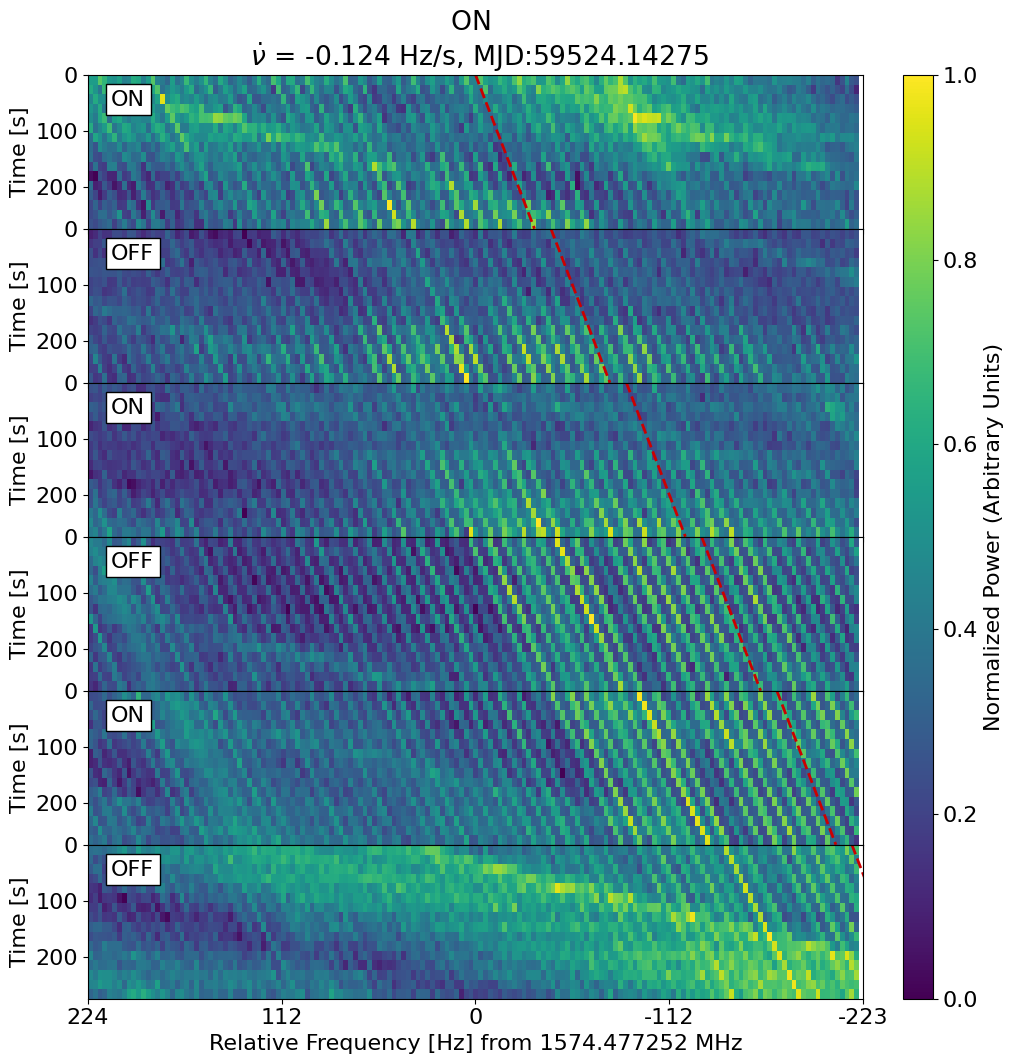 ON
ν̇ = -0.124 Hz/s, MJD:59524.14275
0
ON
100
Time [s]
200
0
OFF
100
Time [s]
200
0
ON
100
Time [s]
200
0
OFF
100
Time [s]
200
0
ON
100
Time [s]
200
0
OFF
100
Time [s]
200
224 112 0 -112 -223
Relative Frequency [Hz] from 1574.477252 MHz
1.0
0.8
0.6
0.4
0.2
0.0
Normalized Power (Arbitrary Units)